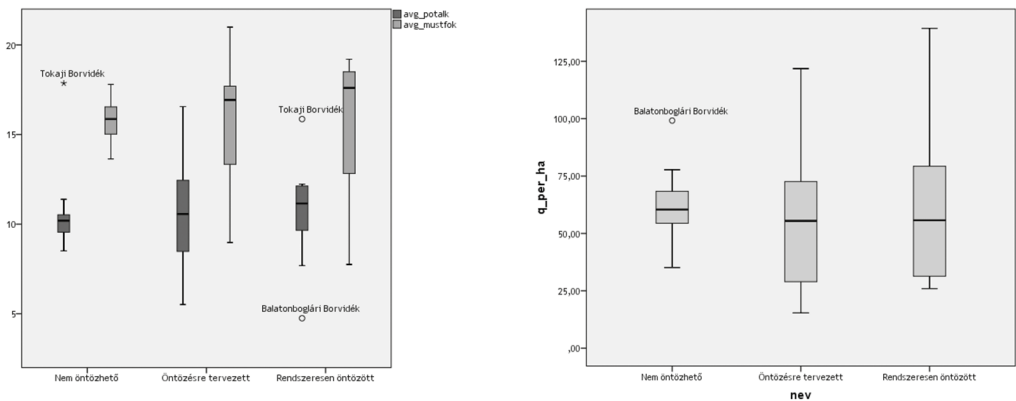 avg_potalk
avg_mustfok
20
15
10
5
Tokaji Borvidék
Tokaji Borvidék
Balatonboglári Borvidék
Nem öntözhető
Öntözésre tervezett
Rendszeresen öntözött
q_per_ha
125,00
100,00
75,00
50,00
25,00
,00
Balatonboglári Borvidék
Nem öntözhető
Öntözésre tervezett
Rendszeresen öntözött
nev